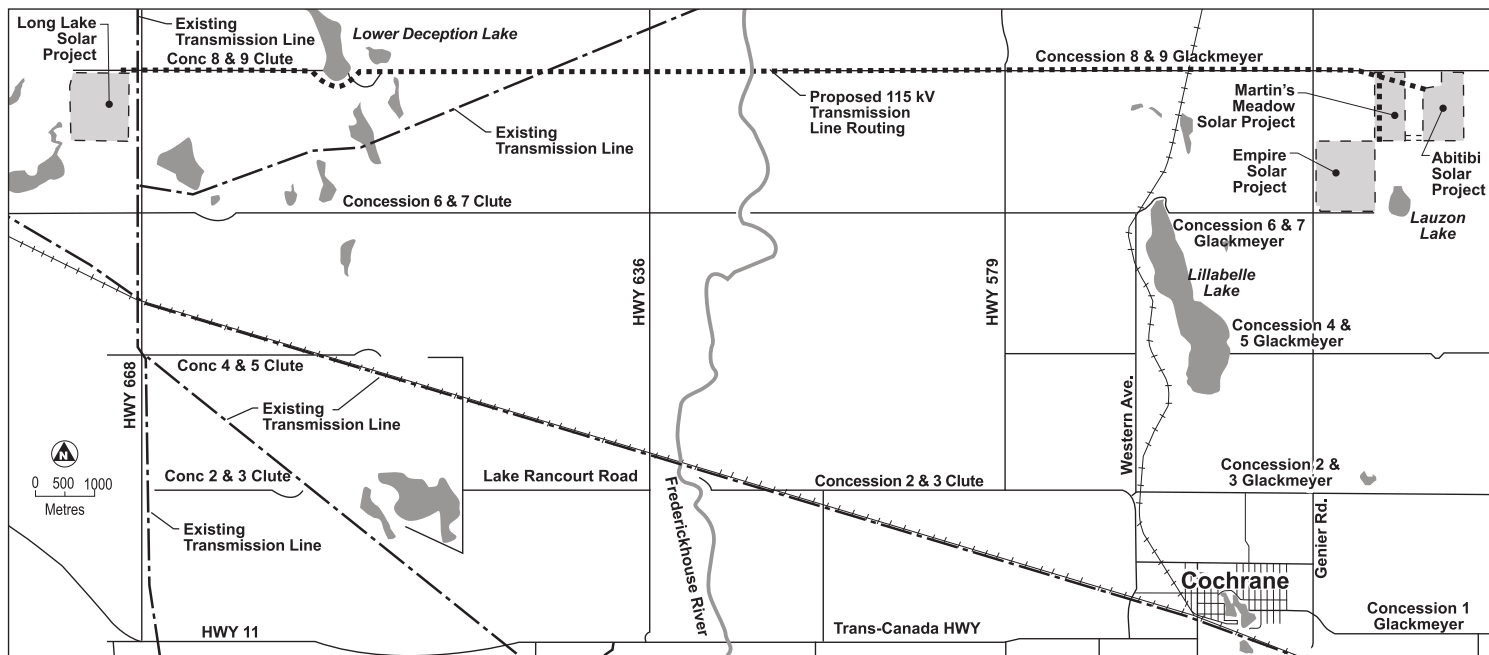 Long Lake
Solar
Project
Existing
Transmission Line
Conc 8 & 9 Clute
Lower Deception Lake
Existing
Transmission Line
Proposed 115 kV
Transmission
Line Routing
Concession 8 & 9 Glackmeyer
Martin's
Meadow
Solar Project
Empire
Solar
Project
Abitibi
Solar
Project
Lauzon
Lake
Concession 6 & 7 Clute
Concession 6 & 7
Glackmeyer
HWY 636
HWY 579
Lillabelle
Lake
Concession 4 &
5 Glackmeyer
HWY 668
Conc 4 & 5 Clute
Existing
Transmission Line
Western Ave.
N
0 500 1000
Metres
Conc 2 & 3 Clute
Lake Rancourt Road
Concession 2 & 3 Clute
Concession 2 &
3 Glackmeyer
Existing
Transmission Line
Frederickhouse River
Genier Rd.
Cochrane
HWY 11
Trans-Canada HWY
Concession 1
Glackmeyer